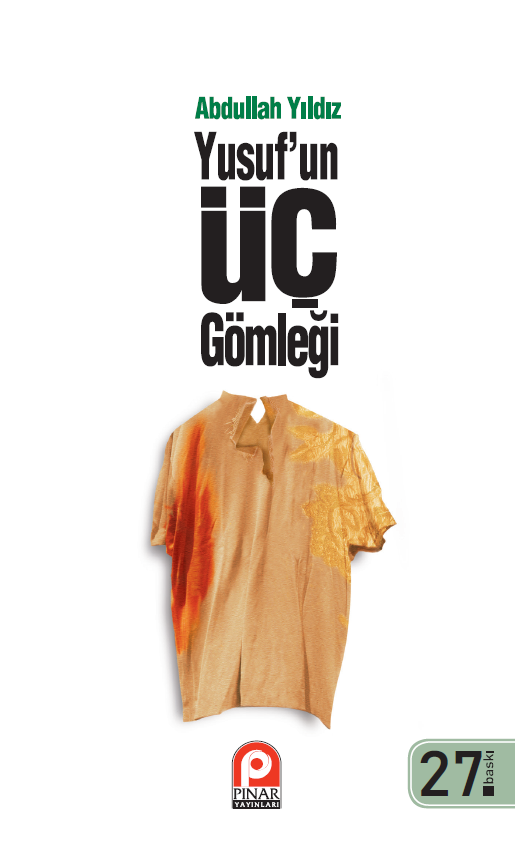 Abdullah Yıldız
Yusuf'un
üç
Gömleği
P
PINAR
YAYINLARI
27. baskı